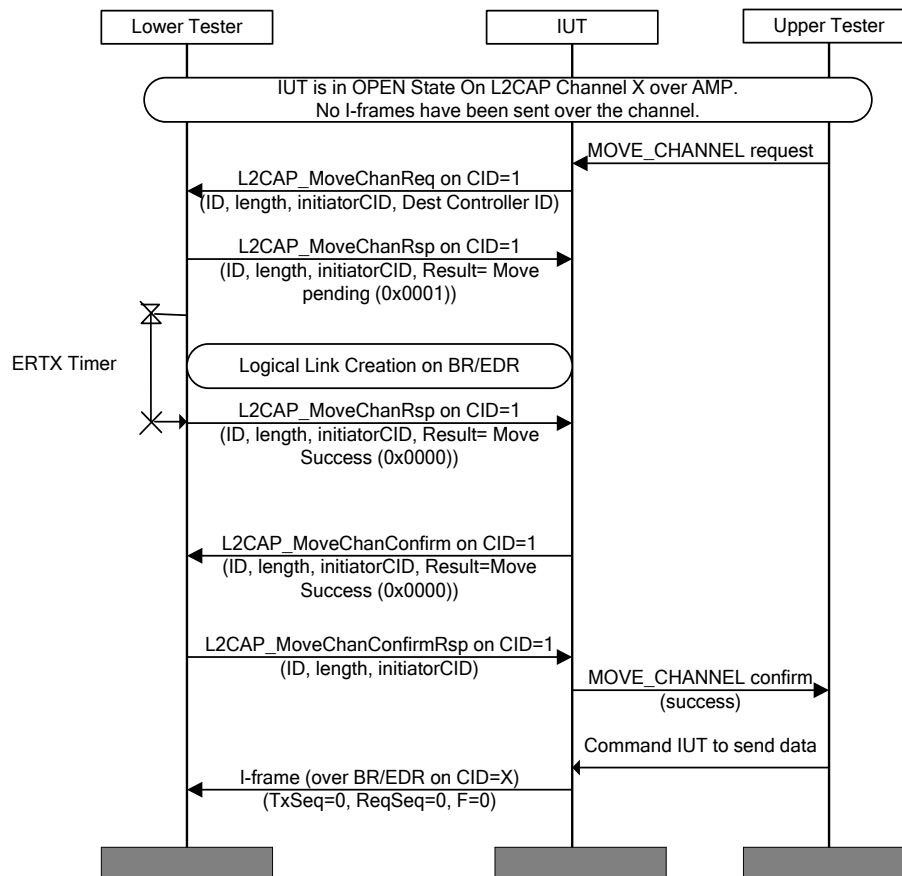 Lower Tester
IUT
Upper Tester
IUT is in OPEN State On L2CAP Channel X over AMP.
No I-frames have been sent over the channel.
MOVE_CHANNEL request
L2CAP_MoveChanReq on CID=1
(ID, length, initiatorCID, Dest Controller ID)
L2CAP_MoveChanRsp on CID=1
(ID, length, initiatorCID, Result= Move
pending (0x0001))
ERTX Timer
Logical Link Creation on BR/EDR
L2CAP_MoveChanRsp on CID=1
(ID, length, initiatorCID, Result= Move
Success (0x0000))
L2CAP_MoveChanConfirm on CID=1
(ID, length, initiatorCID, Result=Move
Success (0x0000))
L2CAP_MoveChanConfirmRsp on CID=1
(ID, length, initiatorCID)
MOVE_CHANNEL confirm
(success)
Command IUT to send data
I-frame (over BR/EDR on CID=X)
(TxSeq=0, ReqSeq=0, F=0)